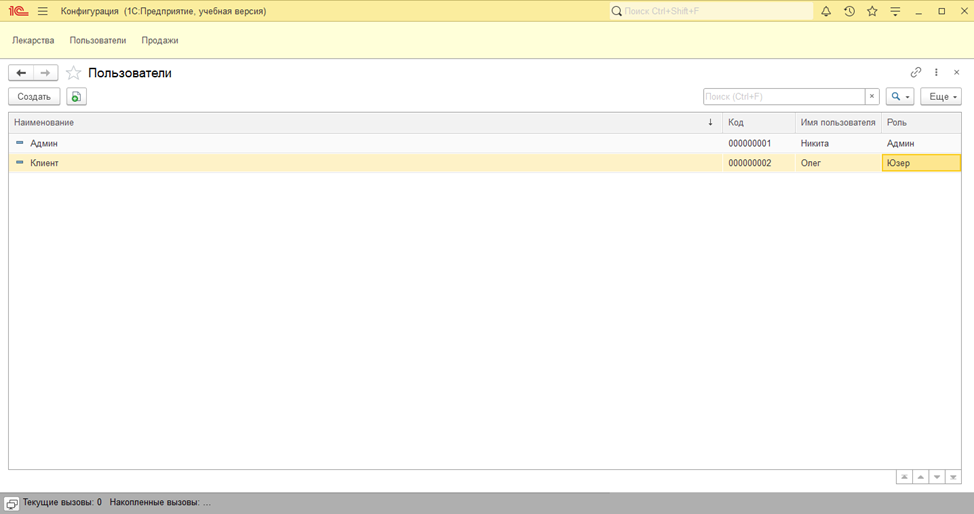 1С Конфигурация (1С:Предприятие, учебная версия) Поиск Ctrl+Shift+F
Лекарства Пользователи Продажи
Пользователи
Создать Поиск (Ctrl+F) × Еще
Наименование ↓ Код Имя пользователя Роль
Админ 000000001 Никита Админ
Клиент 000000002 Олег Юзер
Текущие вызовы: 0 Накопленные вызовы: ...